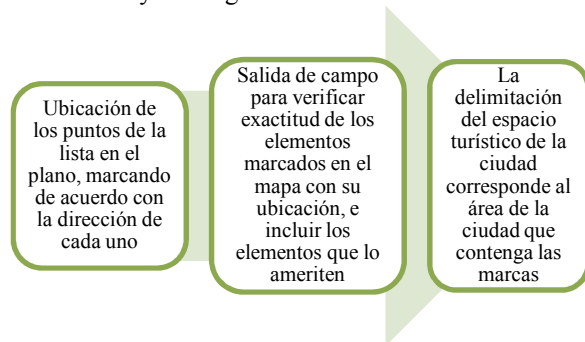 Ubicación de
los puntos de la
lista en el
plano, marcando
de acuerdo con
la dirección de
cada uno
Salida de campo
para verificar
exactitud de los
elementos
marcados en el
mapa con su
ubicación, e
incluir los
elementos que lo
ameriten
La
delimitación
del espacio
turístico de la
ciudad
corresponde al
área de la
ciudad que
contenga las
marcas